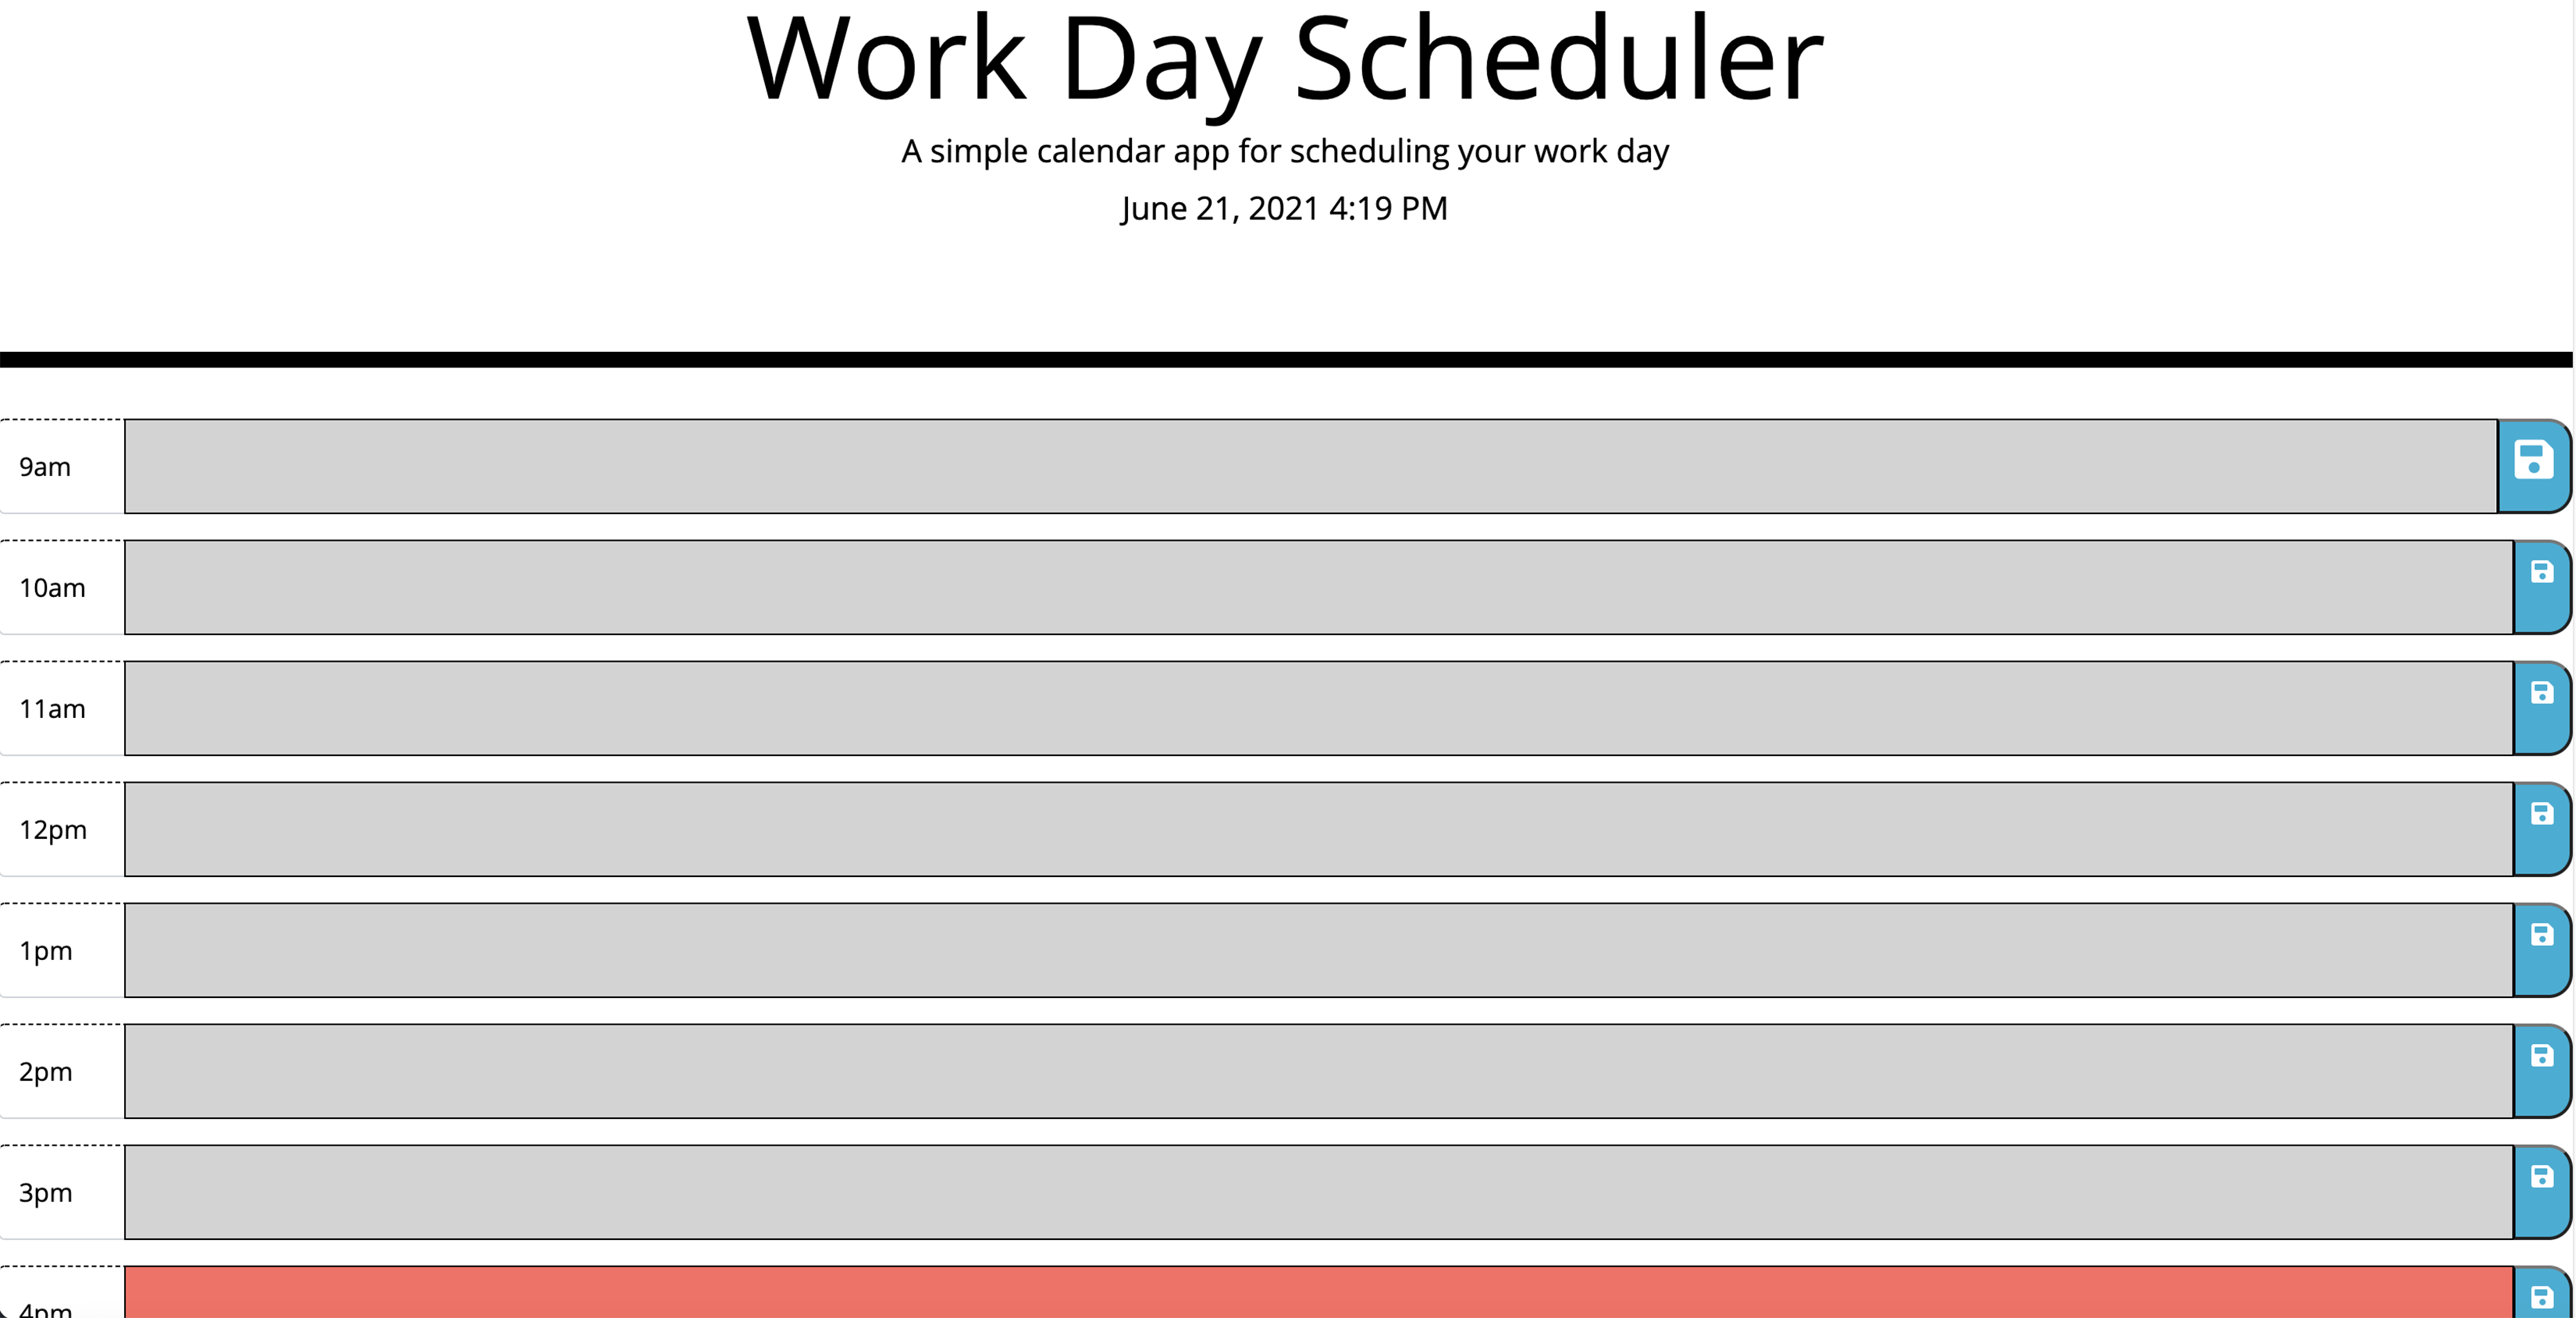 Work Day Scheduler
A simple calendar app for scheduling your work day
June 21, 2021 4:19 PM
9am
10am
11am
12pm
1pm
2pm
3pm
4pm